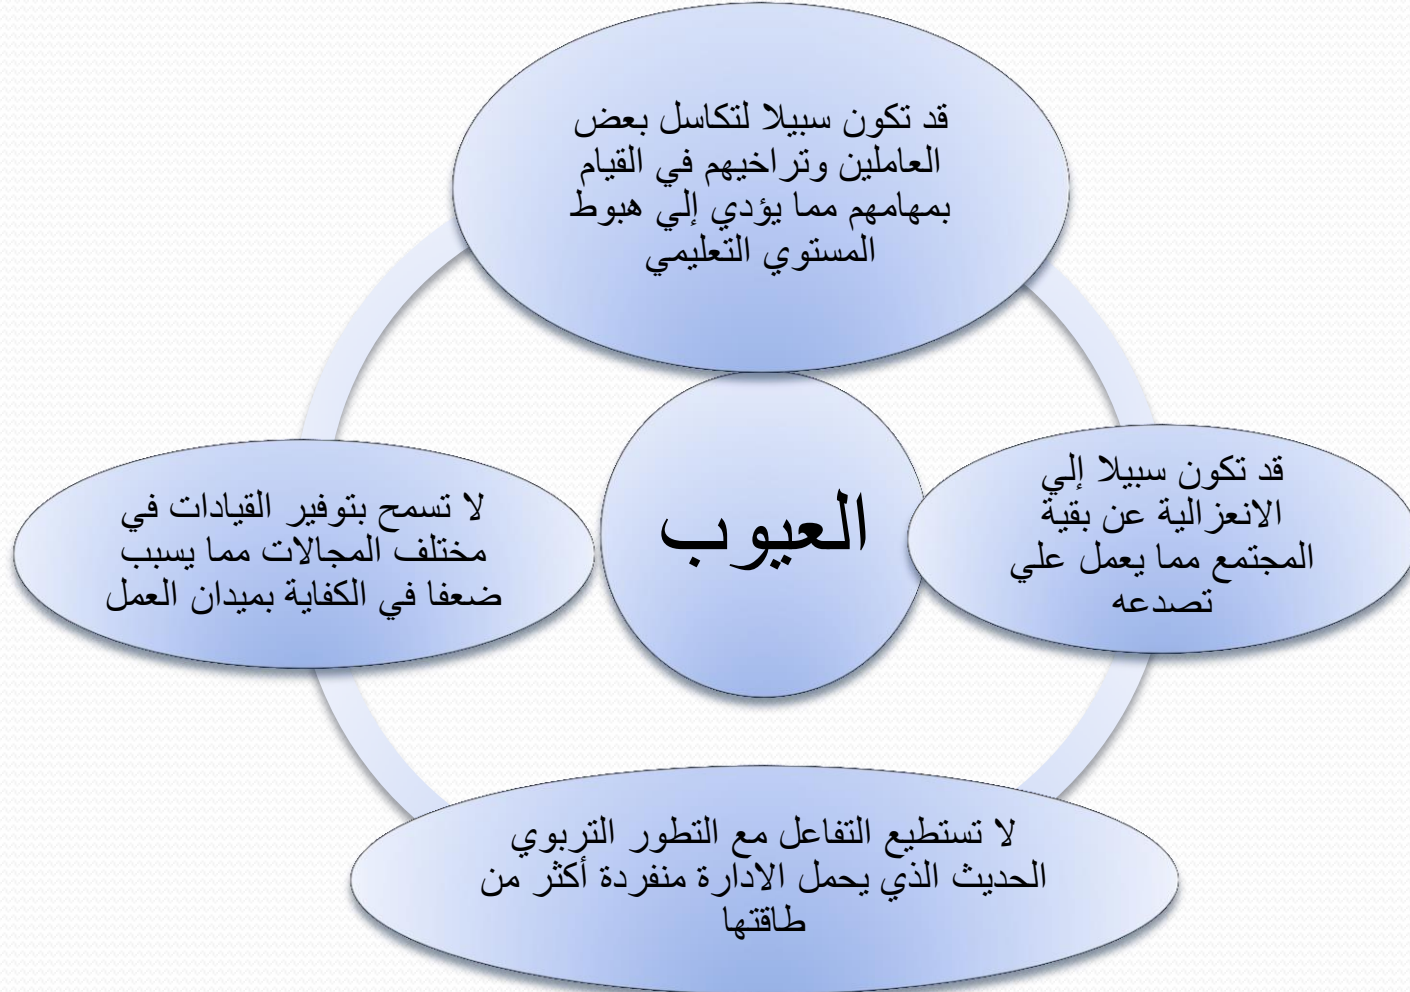 قد تكون سبيلا لتكاسل بعض
العاملين وتراخيهم في القيام
بمهامهم مما يؤدي إلي هبوط
المستوي التعليمي
العيوب
قد تكون سبيلا إلي
الانعزالية عن بقية
المجتمع مما يعمل علي
تصدعه
لا تستطيع التفاعل مع التطور التربوي
الحديث الذي يحمل الادارة منفردة أكثر من
طاقتها
لا تسمح بتوفير القيادات في
مختلف المجالات مما يسبب
ضعفا في الكفاية بميدان العمل